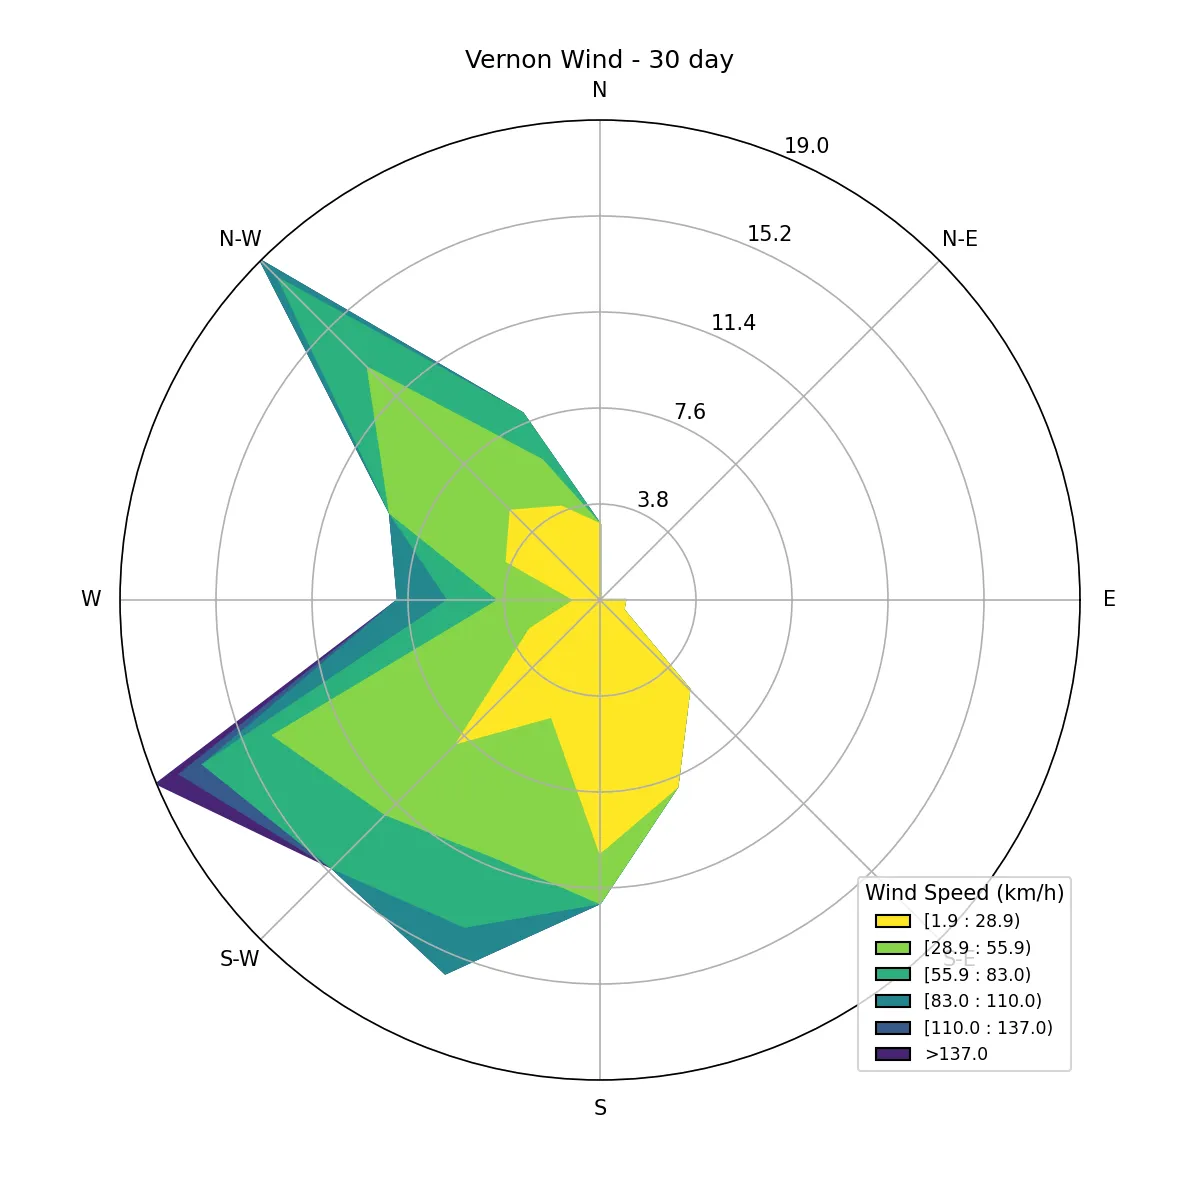 Vernon Wind - 30 day
N
19.0
15.2
N-W
N-E
11.4
7.6
3.8
W
E
S-W
S-E
Wind Speed (km/h)
[1.9 : 28.9)
[28.9 : 55.9)
[55.9 : 83.0)
[83.0 : 110.0)
[110.0 : 137.0)
>137.0
S